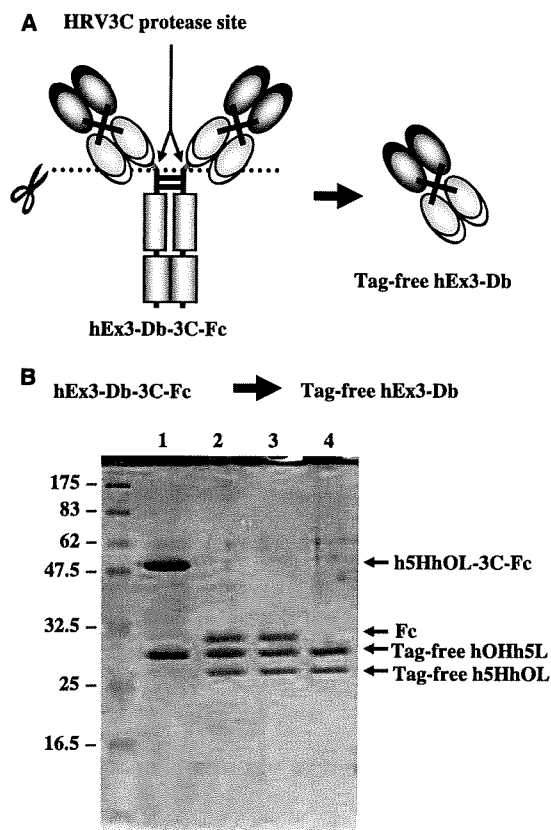 A
HRV3C protease site
Tag-free hEx3-Db
hEx3-Db-3C-Fc
B
hEx3-Db-3C-Fc Tag-free hEx3-Db
1 2 3 4
175 –
83 –
62 –
47.5 –
32.5 –
25 –
16.5 –
h5HhOL-3C-Fc
Fc
Tag-free hOHh5L
Tag-free h5HhOL